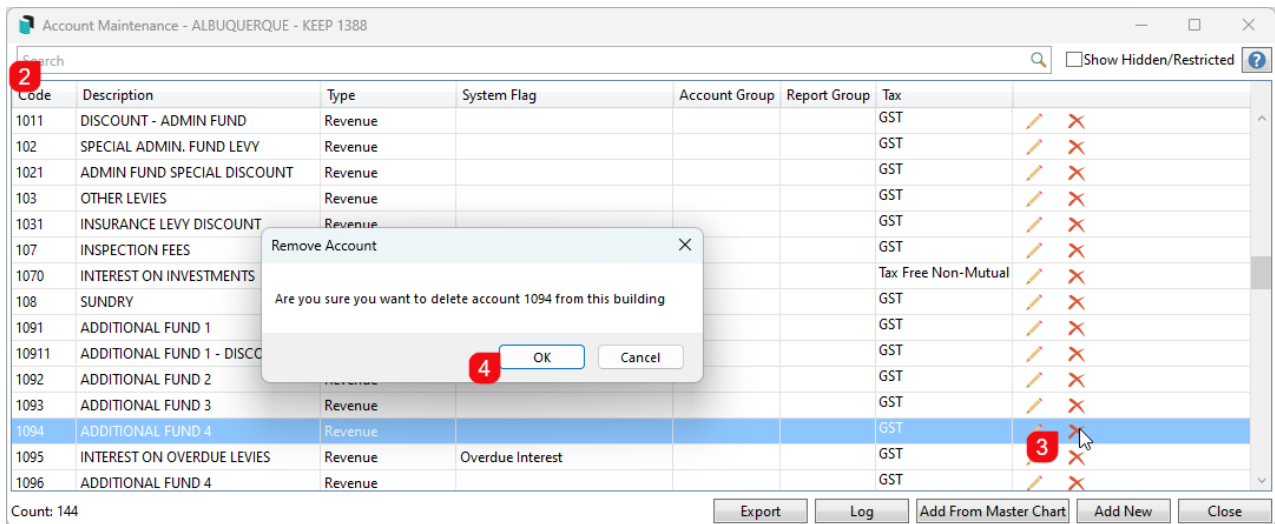 Account Maintenance - ALBUQUERQUE - KEEP 1388
Search Show Hidden/Restricted ?
2
Code Description Type System Flag Account Group Report Group Tax
1011 DISCOUNT - ADMIN FUND Revenue GST
102 SPECIAL ADMIN. FUND LEVY Revenue GST
1021 ADMIN FUND SPECIAL DISCOUNT Revenue GST
103 OTHER LEVIES Revenue GST
1031 INSURANCE LEVY DISCOUNT Revenue GST
107 INSPECTION FEES GST
1070 INTEREST ON INVESTMENTS Tax Free Non-Mutual
108 SUNDRY GST
1091 ADDITIONAL FUND 1 GST
10911 ADDITIONAL FUND 1 - DISCO GST
1092 ADDITIONAL FUND 2 Revenue GST
1093 ADDITIONAL FUND 3 Revenue GST
1094 ADDITIONAL FUND 4 Revenue GST
3
1095 INTEREST ON OVERDUE LEVIES Revenue Overdue Interest GST
1096 ADDITIONAL FUND 4 Revenue GST
Remove Account
Are you sure you want to delete account 1094 from this building
4 OK Cancel
Count: 144 Export Log Add From Master Chart Add New Close